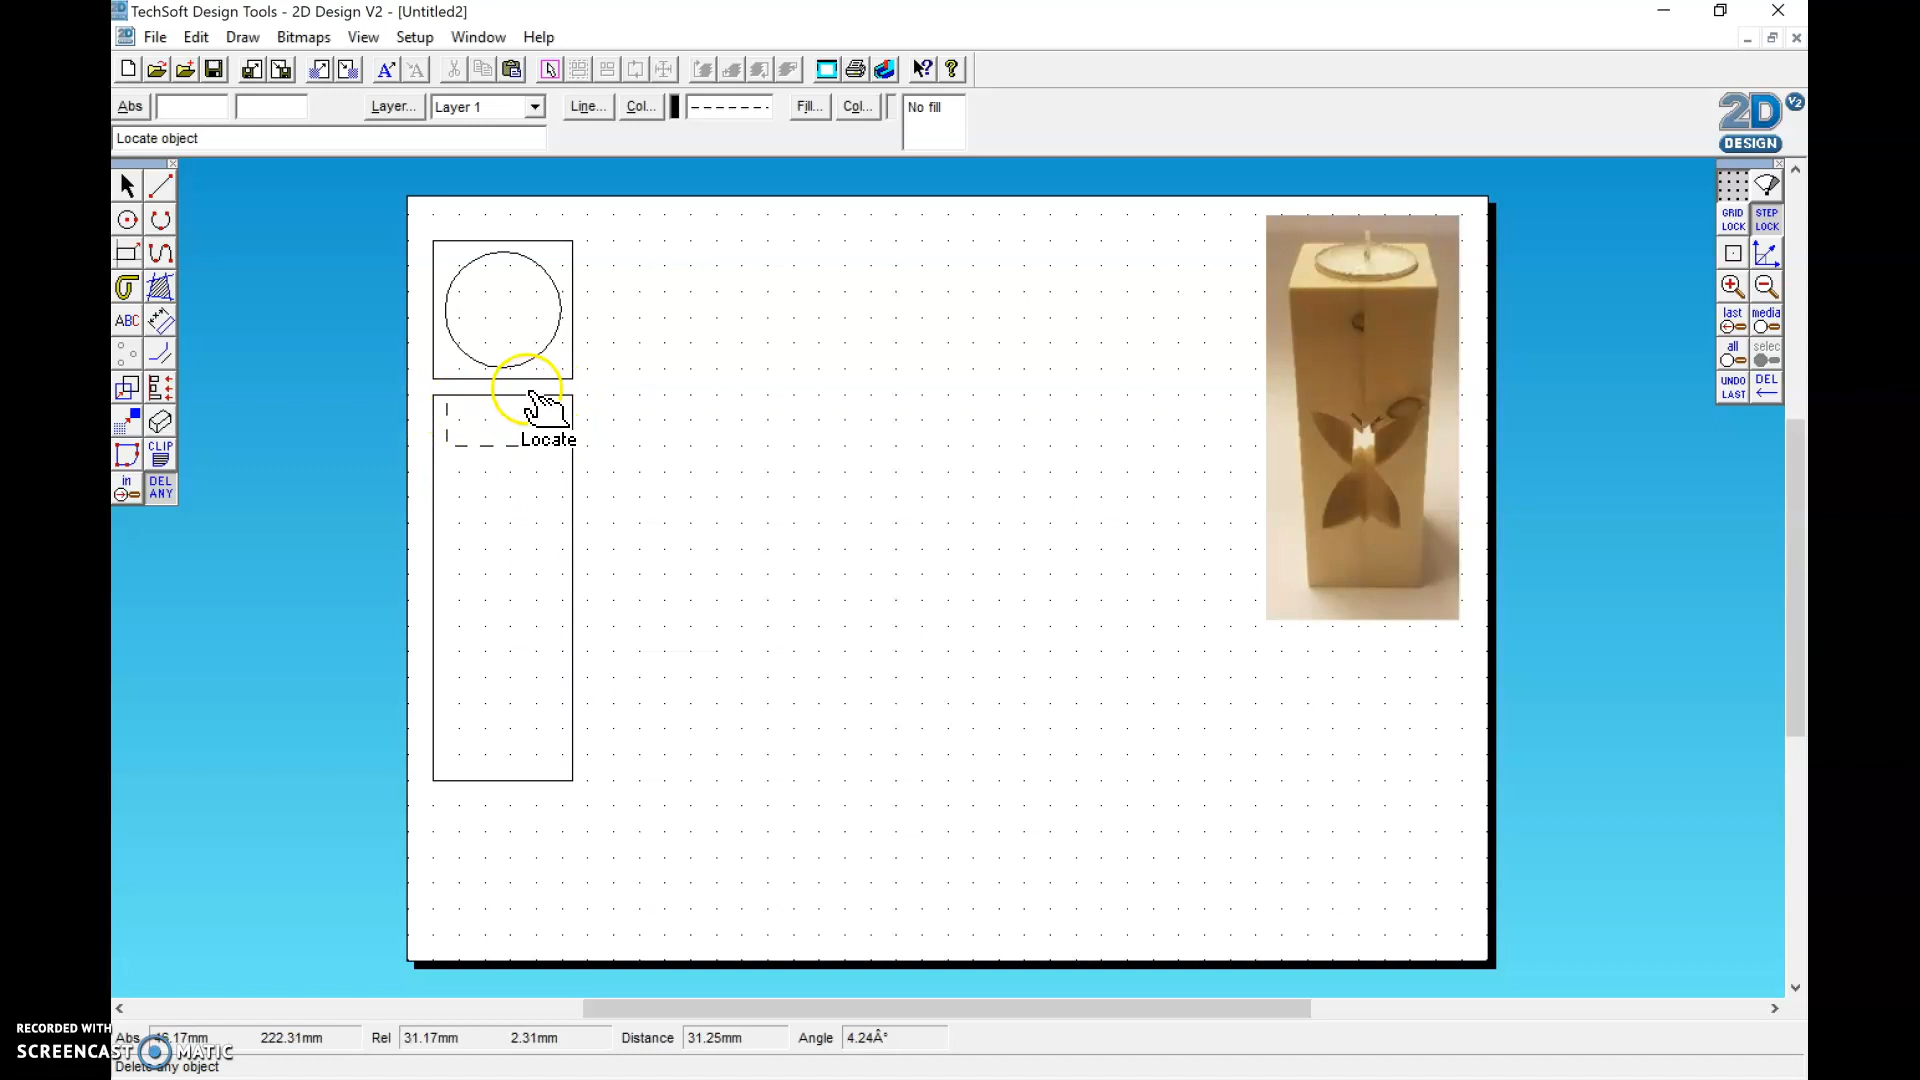 TechSoft Design Tools - 2D Design V2 - [Untitled2]
File Edit Draw Bitmaps View Setup Window Help
Abs Layer... Layer 1 Line... Col... Fill... Col... No fill
Locate object
2D V2
DESIGN
GRID LOCK STEP LOCK
ABC
last media
all selec
UNDO LAST DEL
CLIP
in DEL ANY
Locate
RECORDED WITH
SCREENCAST MATIC
Abs 46.17mm 222.31mm Rel 31.17mm 2.31mm Distance 31.25mm Angle 4.24Â°
Delete any object